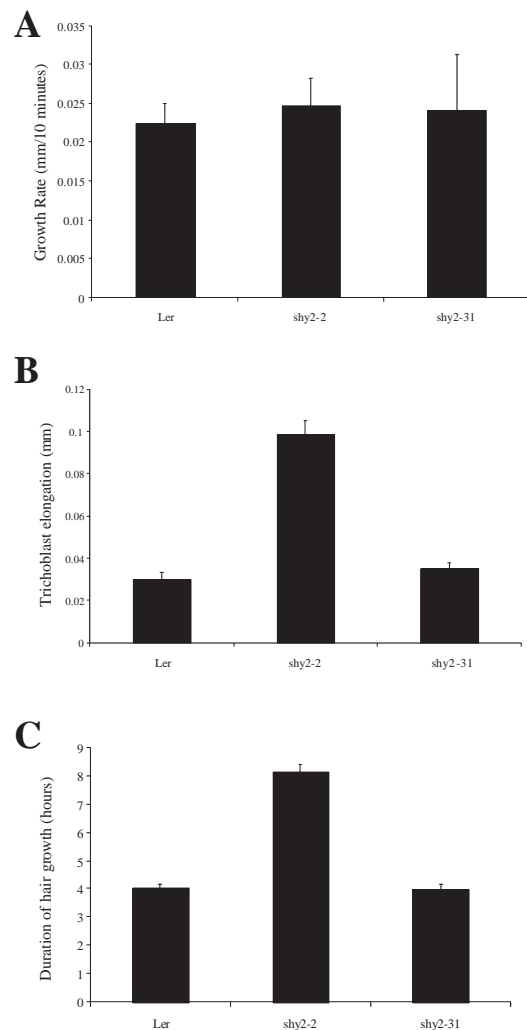 A
Growth Rate (mm/10 minutes)
0.035
0.03
0.025
0.02
0.015
0.01
0.005
0
Ler shy2-2 shy2-31
B
Trichoblast elongation (mm)
0.12
0.1
0.08
0.06
0.04
0.02
0
Ler shy2-2 shy2-31
C
Duration of hair growth (hours)
9
8
7
6
5
4
3
2
1
0
Ler shy2-2 shy2-31